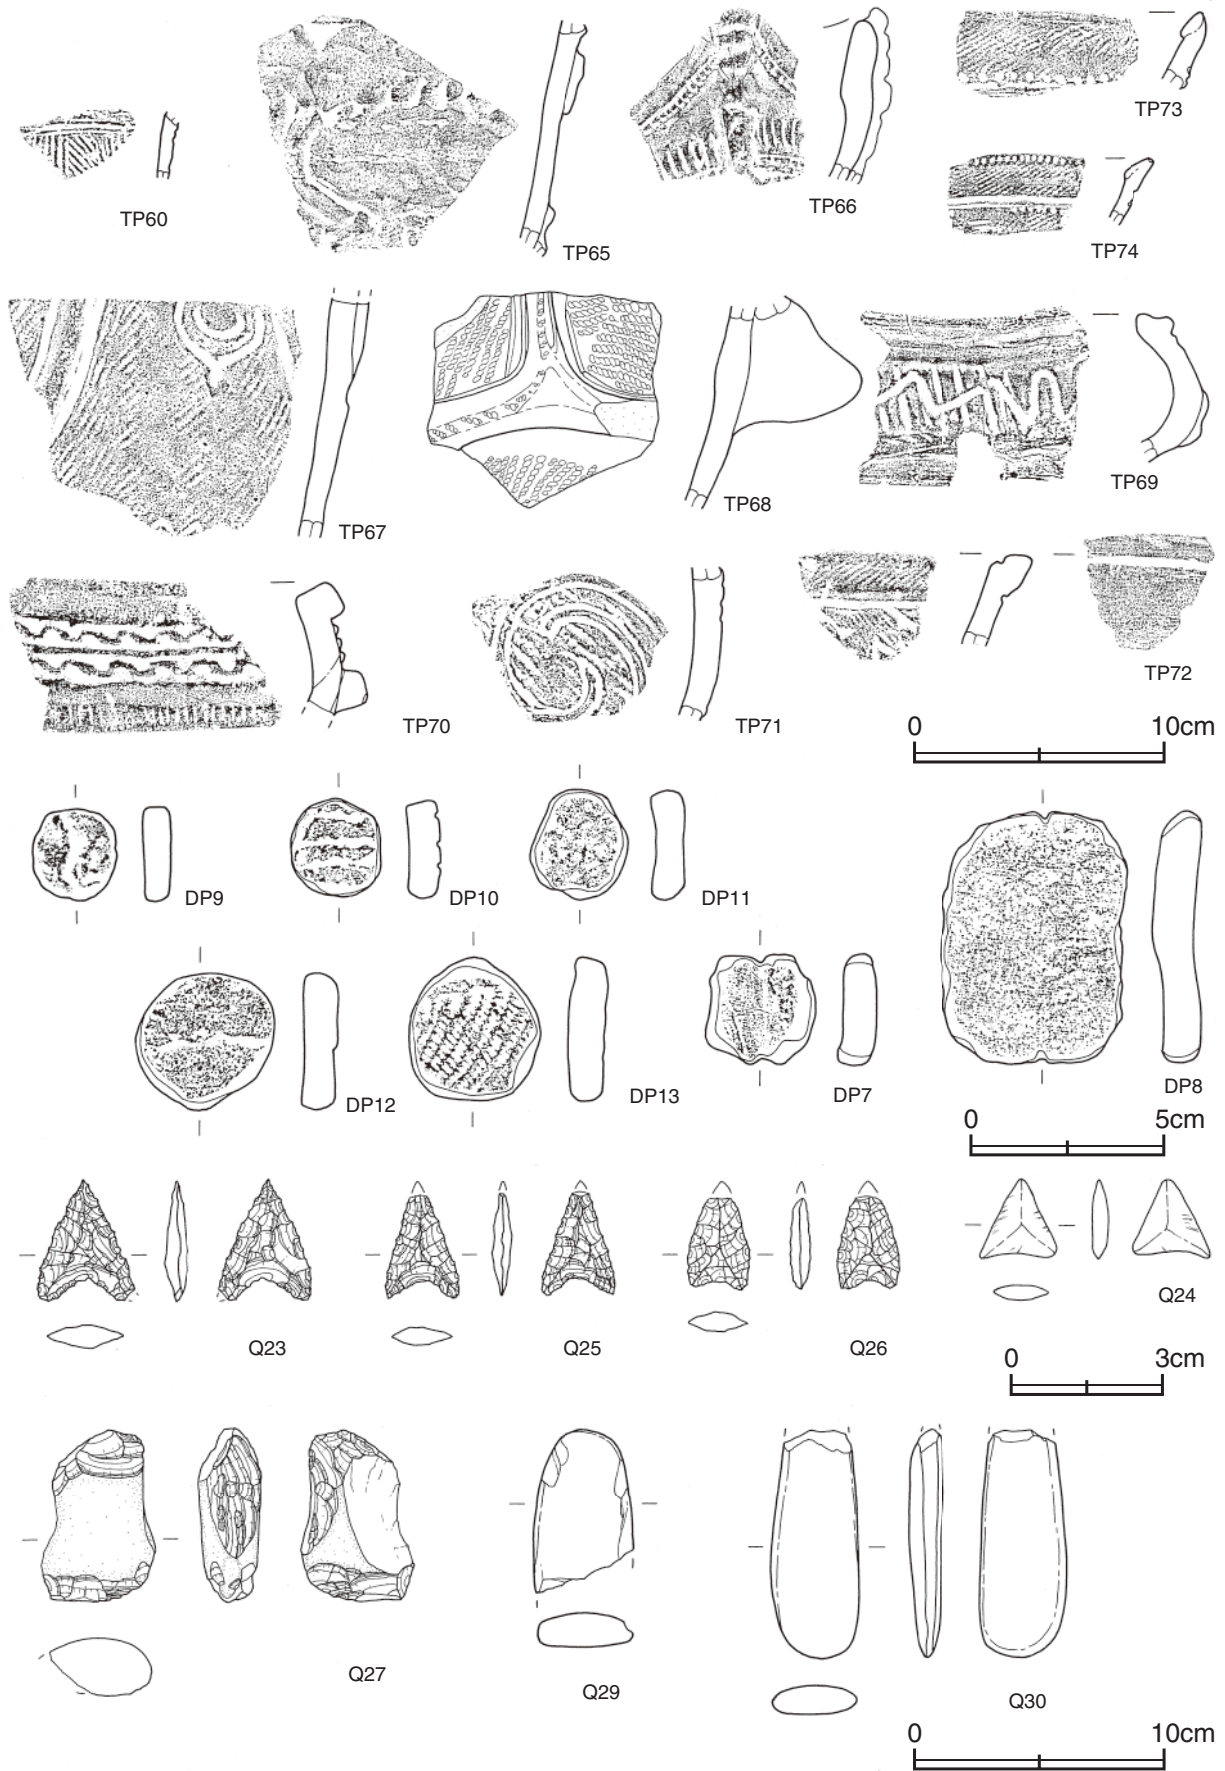 TP60
TP65
TP66
TP73
TP74
TP67
TP68
TP69
TP70
TP71
TP72
0 10cm
DP9
DP10
DP11
DP12
DP13
DP7
DP8
0 5cm
Q23
Q25
Q26
Q24
0 3cm
Q27
Q29
Q30
0 10cm